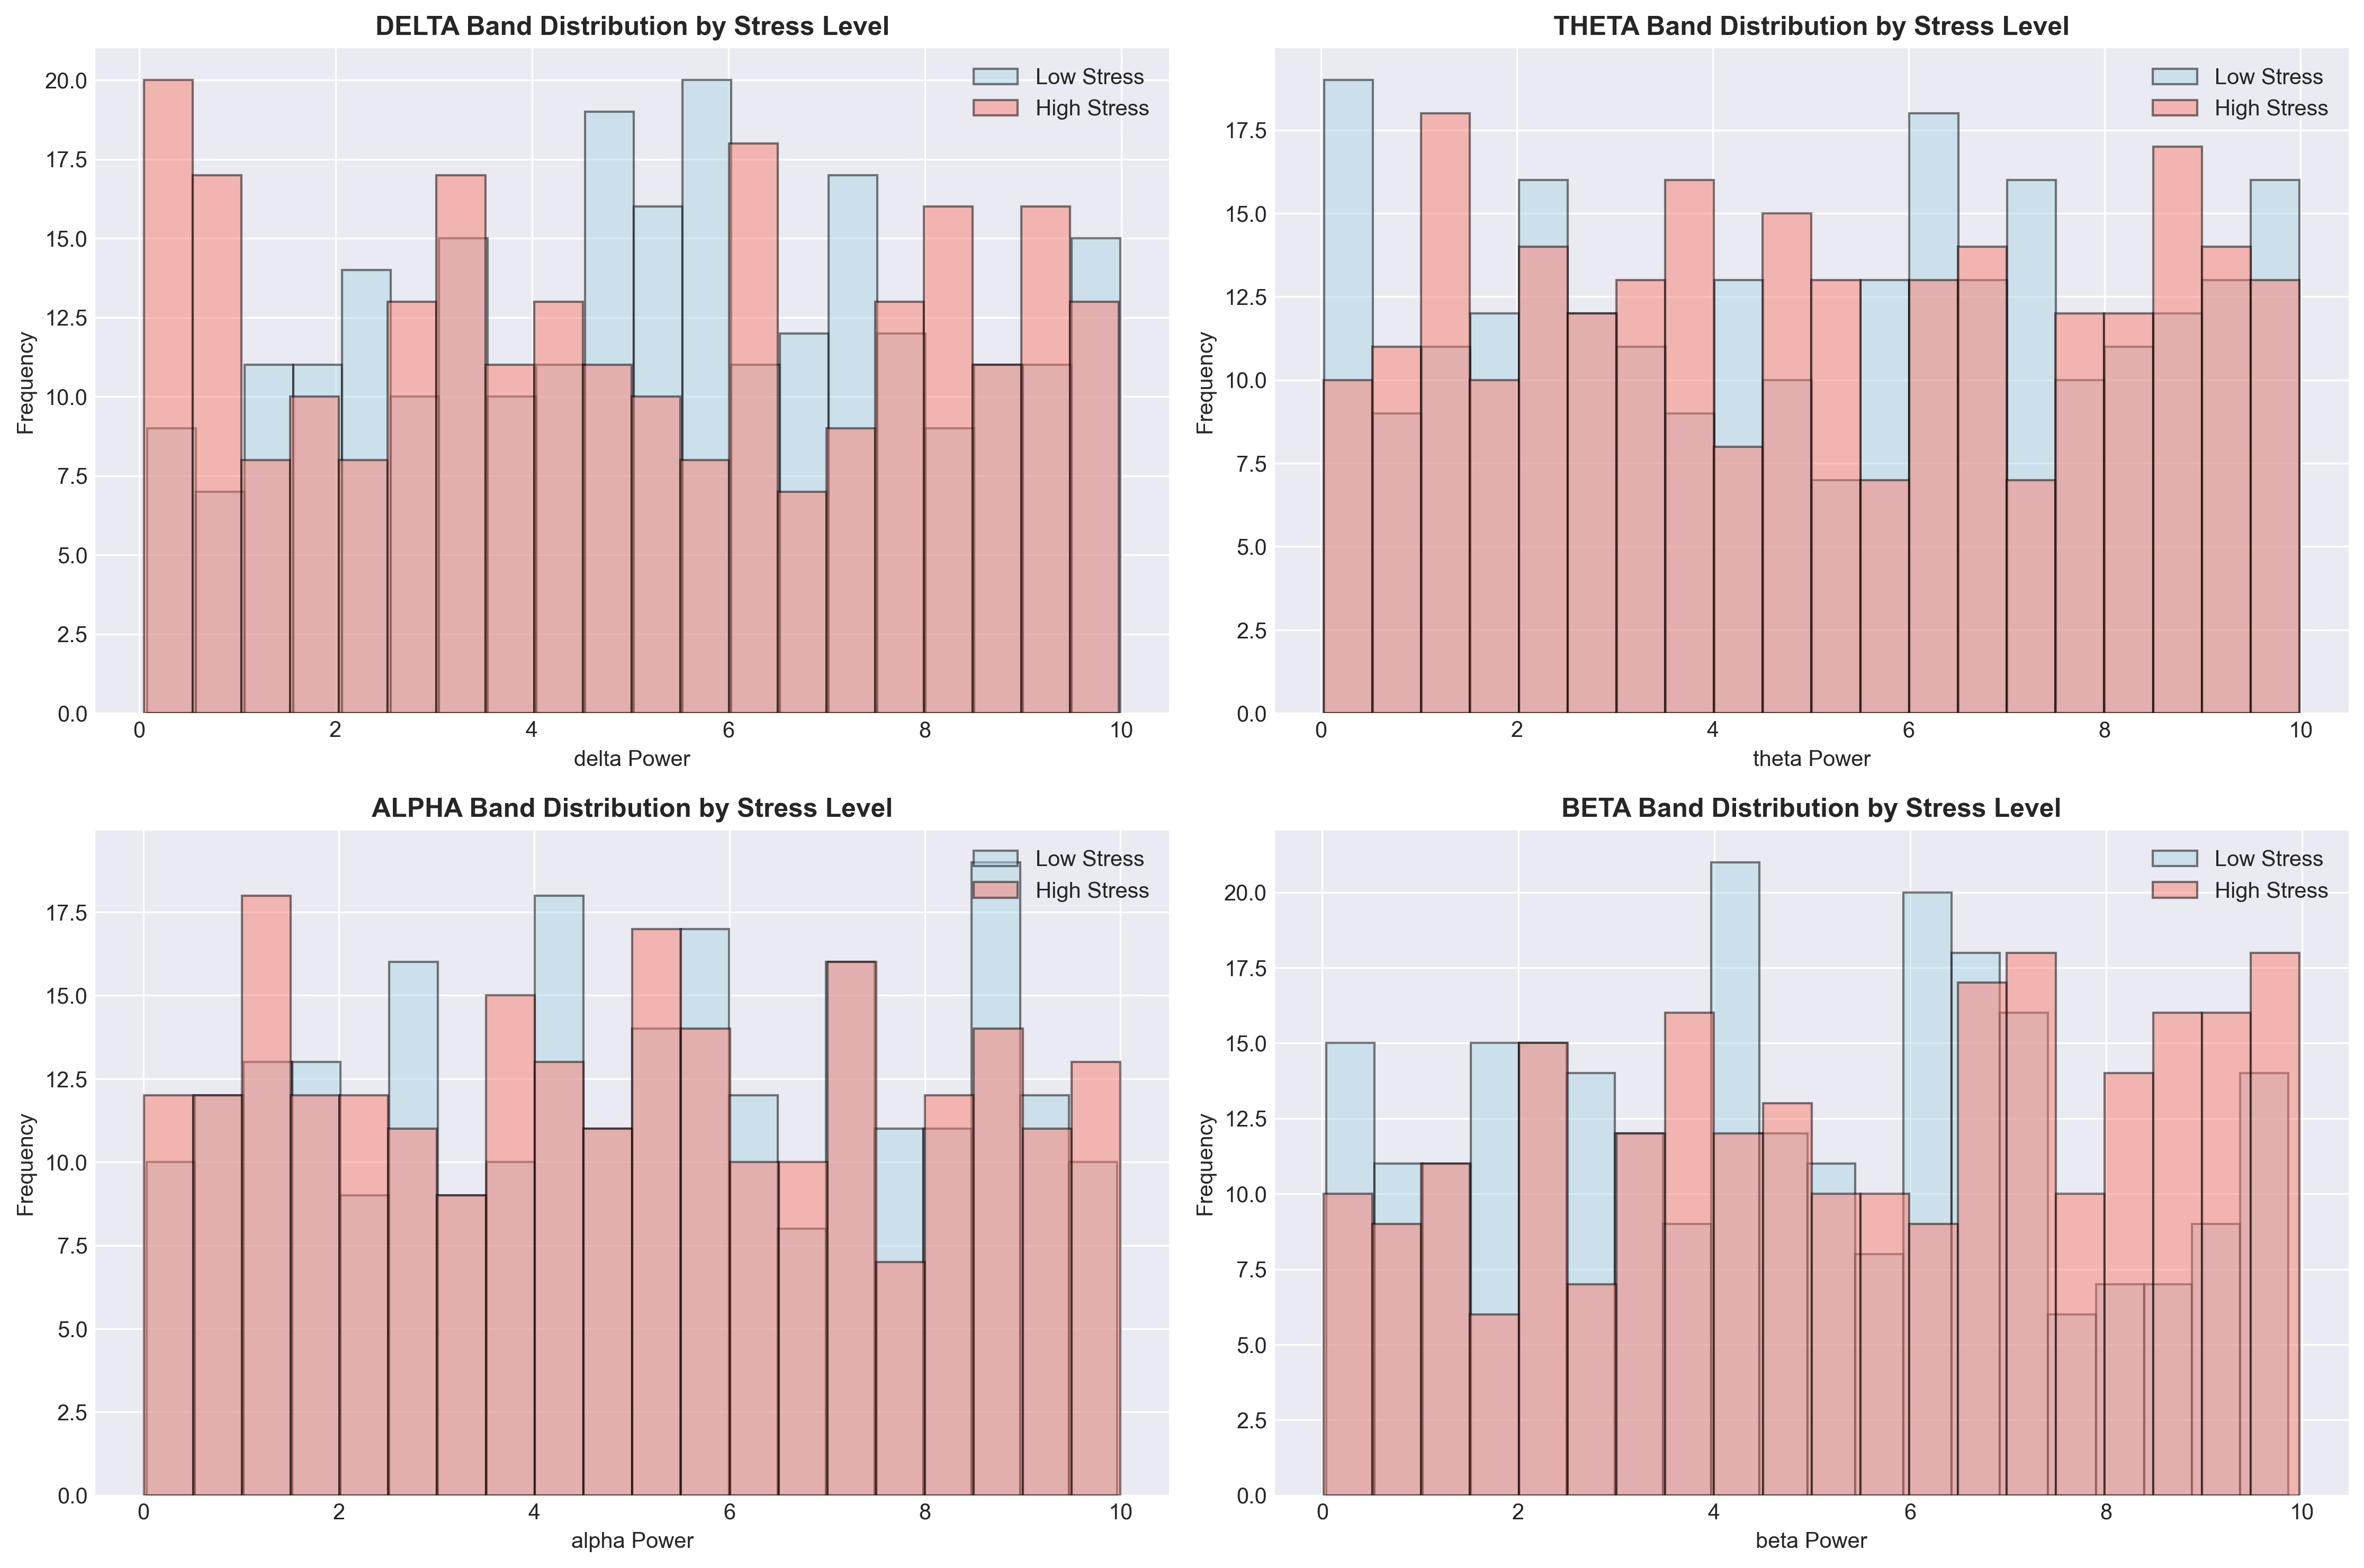 DELTA Band Distribution by Stress Level
Low Stress
High Stress
20.0
17.5
15.0
12.5
10.0
7.5
5.0
2.5
0.0
Frequency
0 2 4 6 8 10
delta Power
THETA Band Distribution by Stress Level
Low Stress
High Stress
17.5
15.0
12.5
10.0
7.5
5.0
2.5
0.0
Frequency
0 2 4 6 8 10
theta Power
ALPHA Band Distribution by Stress Level
Low Stress
High Stress
17.5
15.0
12.5
10.0
7.5
5.0
2.5
0.0
Frequency
0 2 4 6 8 10
alpha Power
BETA Band Distribution by Stress Level
Low Stress
High Stress
20.0
17.5
15.0
12.5
10.0
7.5
5.0
2.5
0.0
Frequency
0 2 4 6 8 10
beta Power